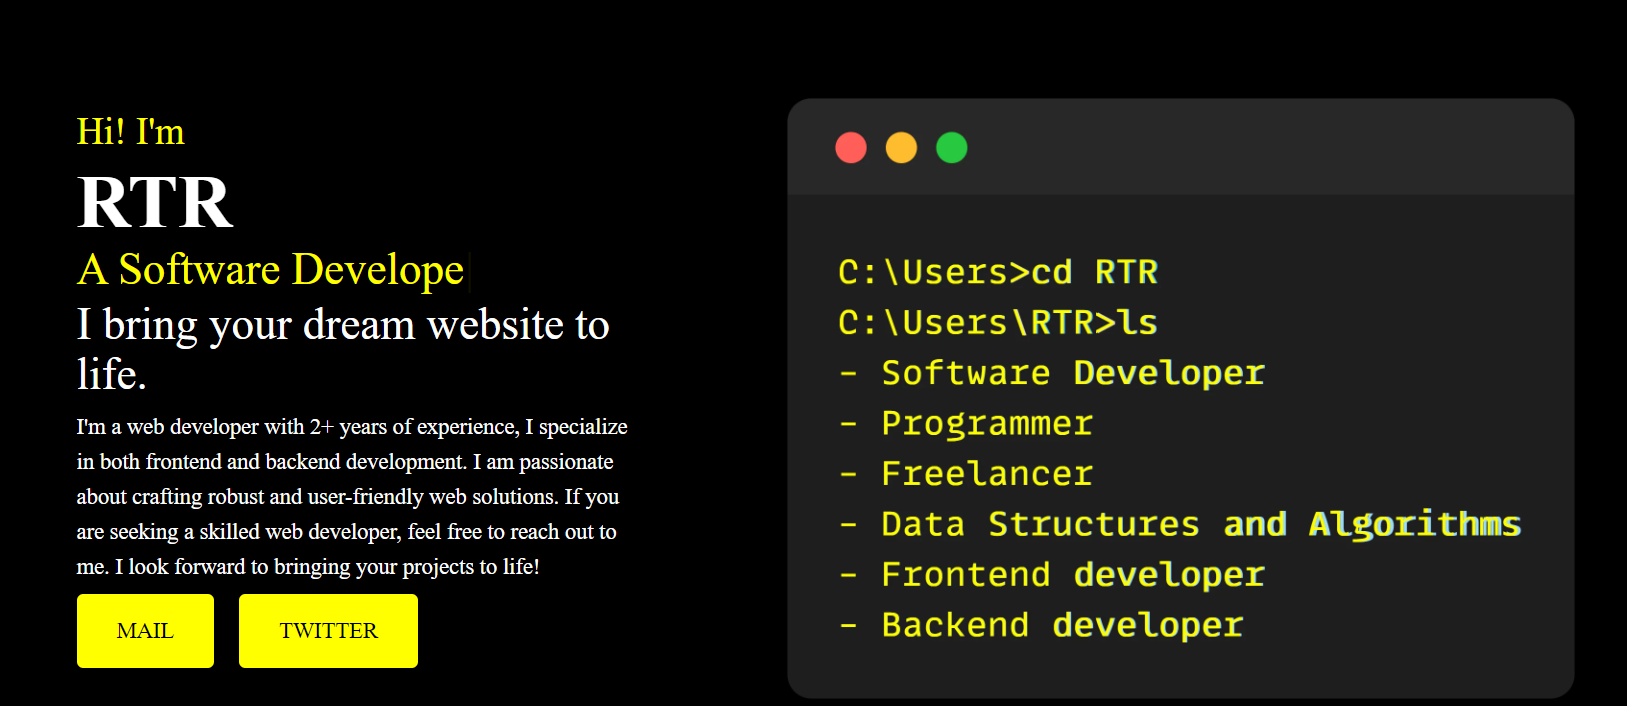 Hi! I'm
RTR
A Software Develope
I bring your dream website to
life.
I'm a web developer with 2+ years of experience, I specialize
in both frontend and backend development. I am passionate
about crafting robust and user-friendly web solutions. If you
are seeking a skilled web developer, feel free to reach out to
me. I look forward to bringing your projects to life!
MAIL
TWITTER
C:\Users>cd RTR
C:\Users\RTR>ls
- Software Developer
- Programmer
- Freelancer
- Data Structures and Algorithms
- Frontend developer
- Backend developer